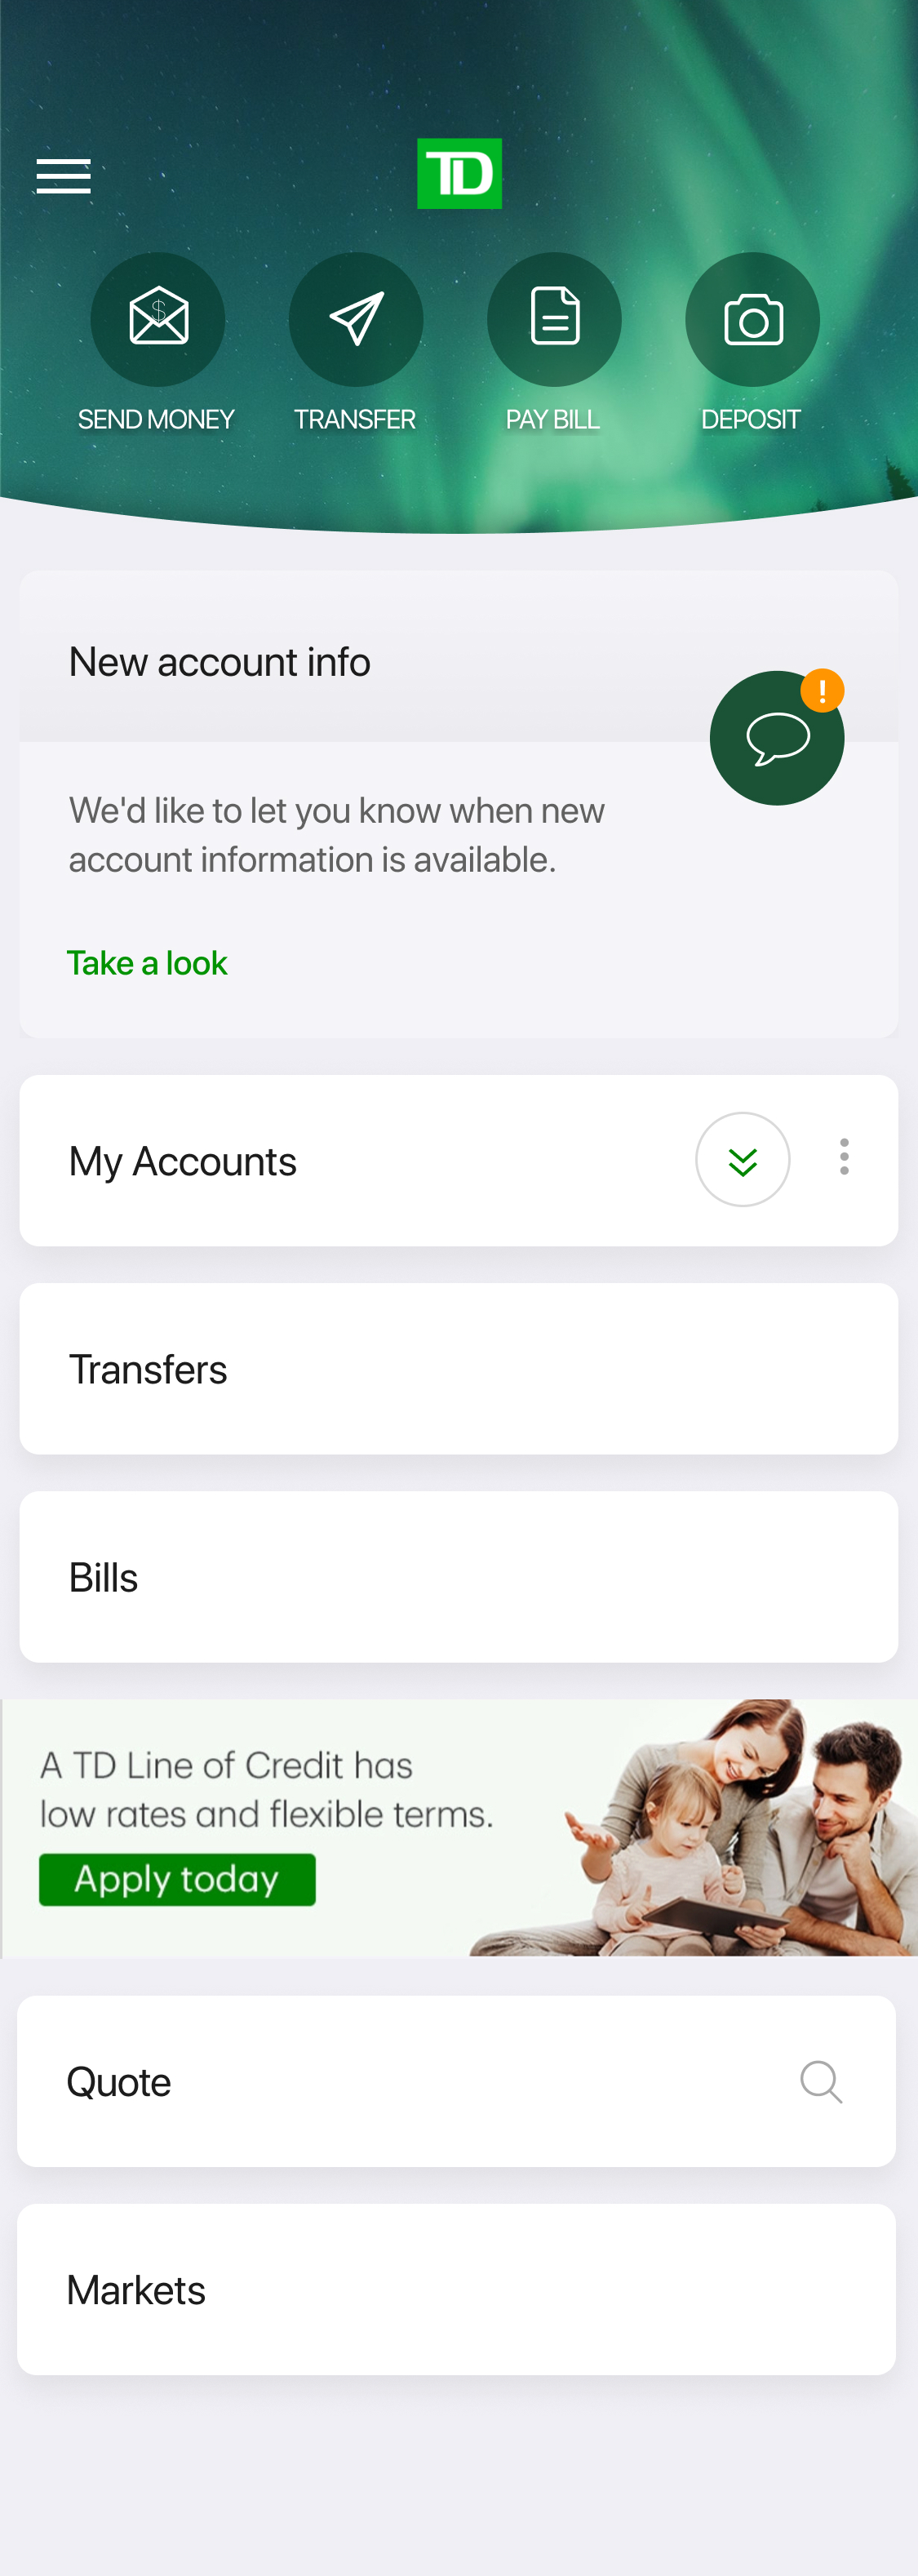 TD
$
SEND MONEY
TRANSFER
PAY BILL
DEPOSIT
New account info
!
We'd like to let you know when new
account information is available.
Take a look
My Accounts
Transfers
Bills
A TD Line of Credit has
low rates and flexible terms.
Apply today
Quote
Markets